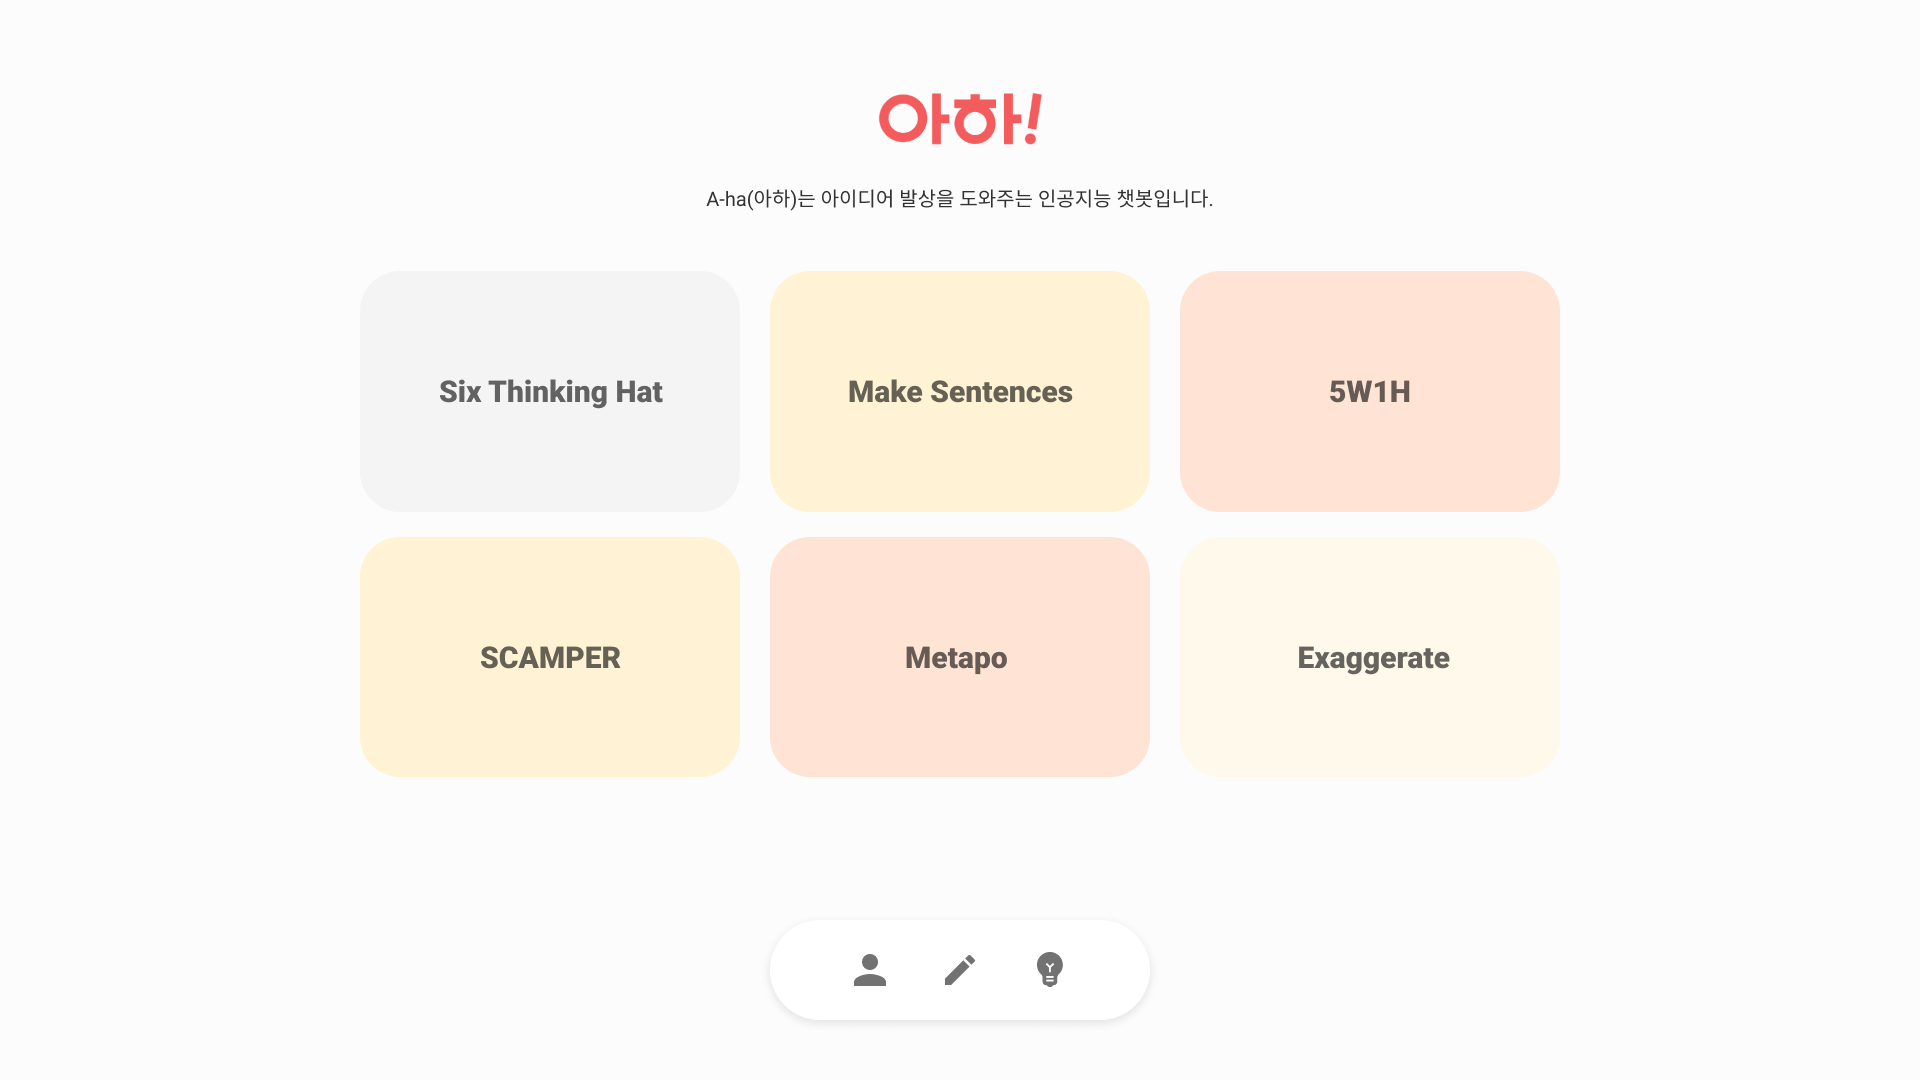 아하!
A-ha(아하)는 아이디어 발상을 도와주는 인공지능 챗봇입니다.
Six Thinking Hat
Make Sentences
5W1H
SCAMPER
Metapo
Exaggerate